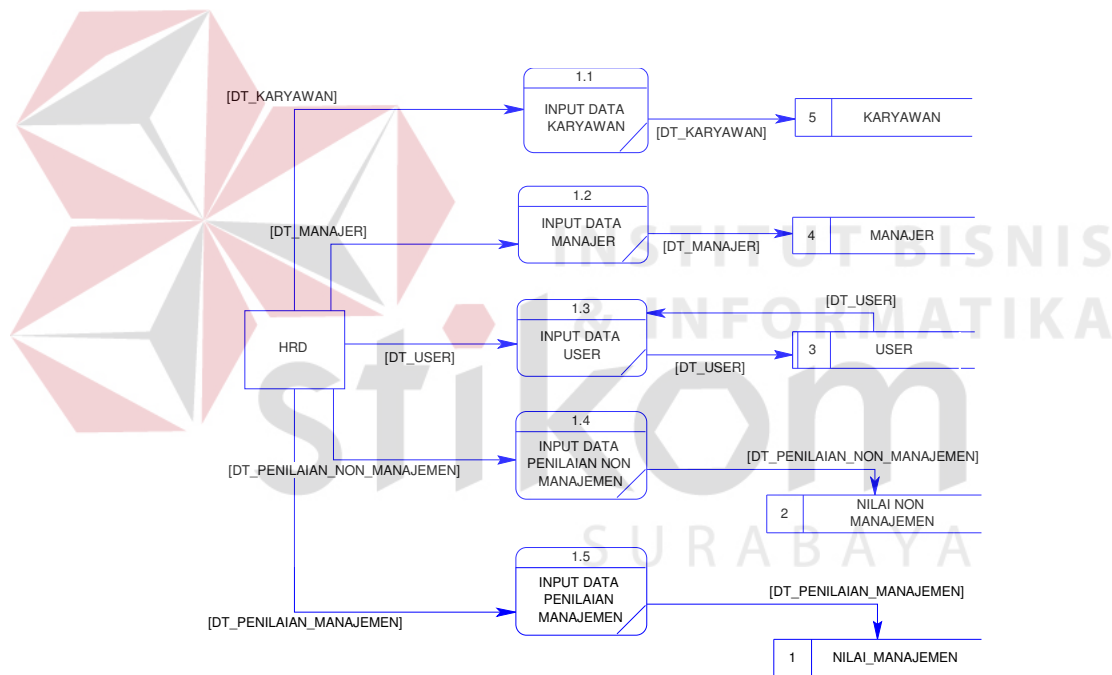 1.1
[DT_KARYAWAN]
INPUT DATA
KARYAWAN
[DT_KARYAWAN]
5 KARYAWAN
1.2
[DT_MANAJER]
INPUT DATA
MANAJER
[DT_MANAJER]
4 MANAJER
INSTITUT BISNIS
& INFORMATIKA
1.3
[DT_USER]
HRD
[DT_USER]
INPUT DATA
USER
[DT_USER]
3 USER
stikom
1.4
[DT_PENILAIAN_NON_MANAJEMEN]
INPUT DATA
PENILAIAN NON
MANAJEMEN
[DT_PENILAIAN_NON_MANAJEMEN]
2 NILAI NON
MANAJEMEN
SURABAYA
1.5
[DT_PENILAIAN_MANAJEMEN]
INPUT DATA
PENILAIAN
MANAJEMEN
[DT_PENILAIAN_MANAJEMEN]
1 NILAI_MANAJEMEN